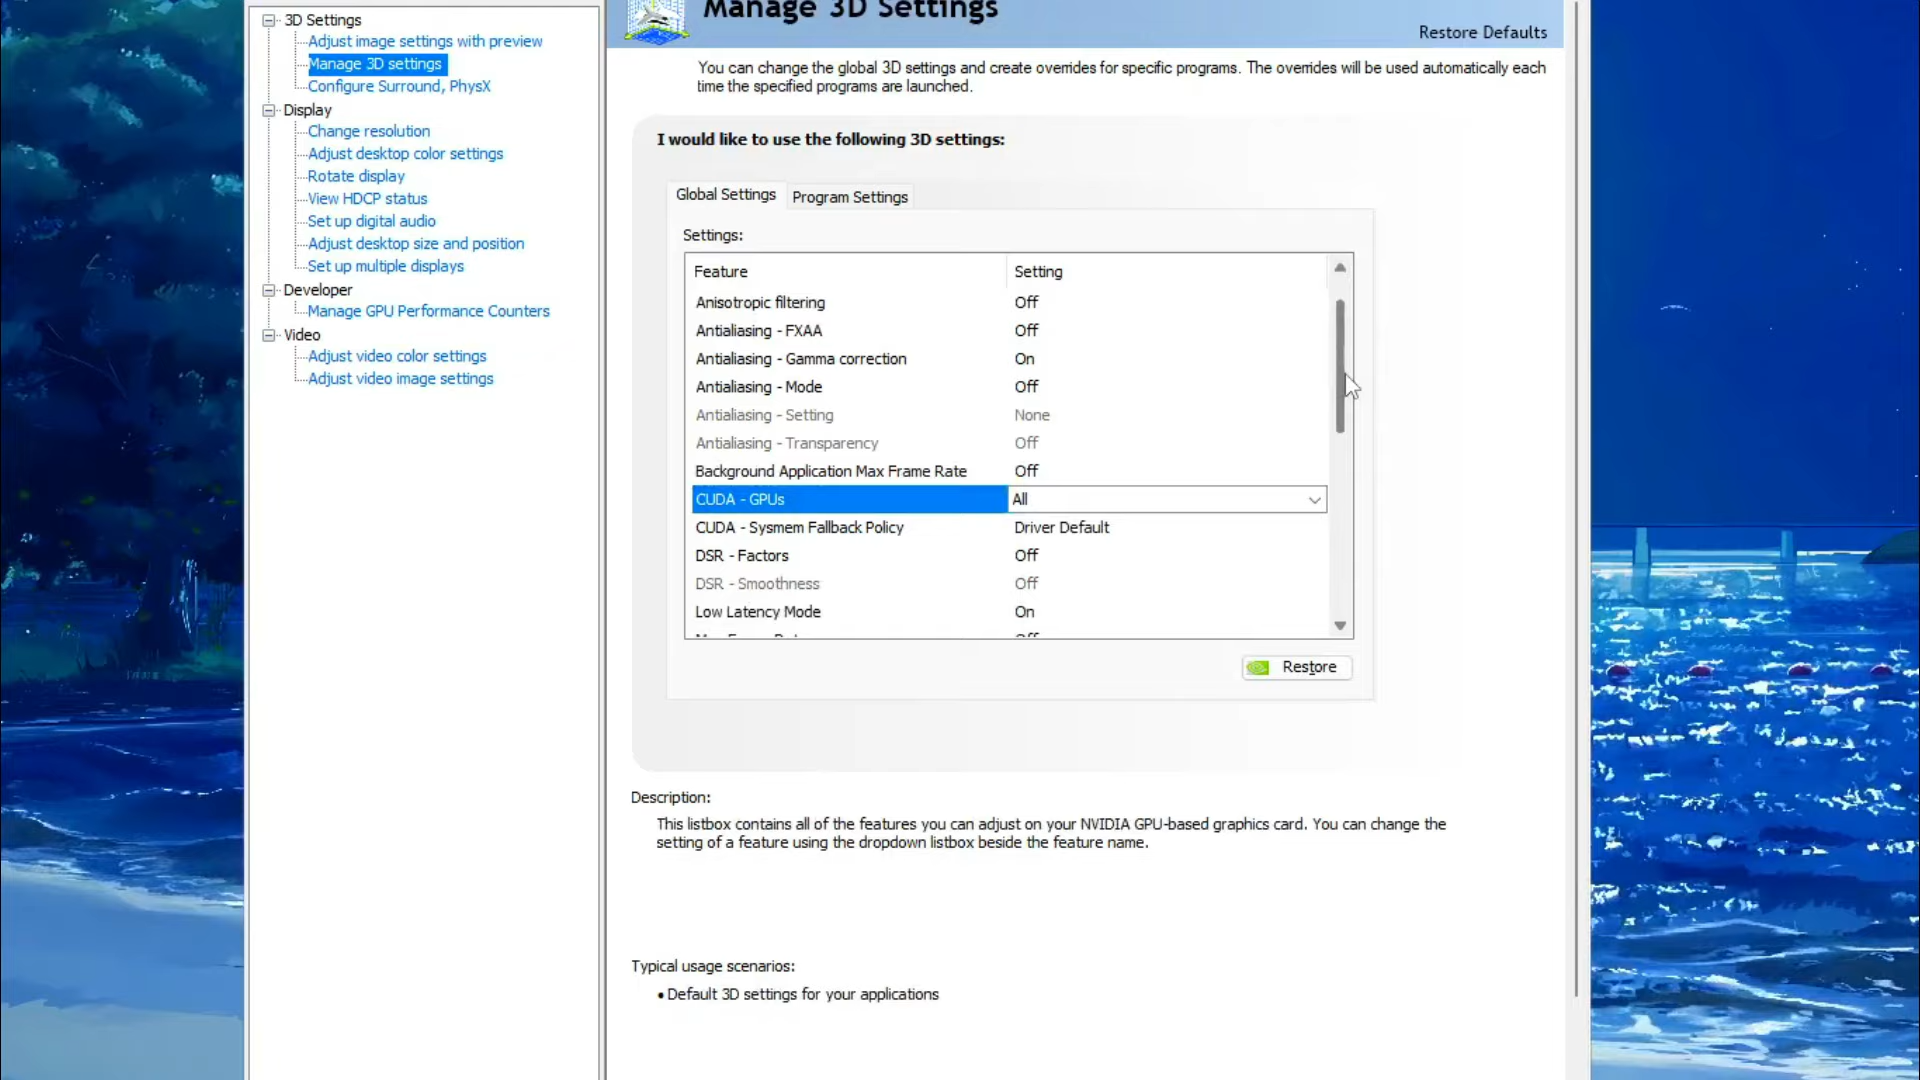 3D Settings
Adjust image settings with preview
Manage 3D settings
Configure Surround, PhysX
Display
Change resolution
Adjust desktop color settings
Rotate display
View HDCP status
Set up digital audio
Adjust desktop size and position
Set up multiple displays
Developer
Manage GPU Performance Counters
Video
Adjust video color settings
Adjust video image settings
Manage 3D Settings
Restore Defaults
You can change the global 3D settings and create overrides for specific programs. The overrides will be used automatically each
time the specified programs are launched.
I would like to use the following 3D settings:
Global Settings Program Settings
Settings:
Feature Setting
Anisotropic filtering Off
Antialiasing - FXAA Off
Antialiasing - Gamma correction On
Antialiasing - Mode Off
Antialiasing - Setting None
Antialiasing - Transparency Off
Background Application Max Frame Rate Off
CUDA - GPUs All
CUDA - Sysmem Fallback Policy Driver Default
DSR - Factors Off
DSR - Smoothness Off
Low Latency Mode On
Restore
Description:
This listbox contains all of the features you can adjust on your NVIDIA GPU-based graphics card. You can change the
setting of a feature using the dropdown listbox beside the feature name.
Typical usage scenarios:
• Default 3D settings for your applications